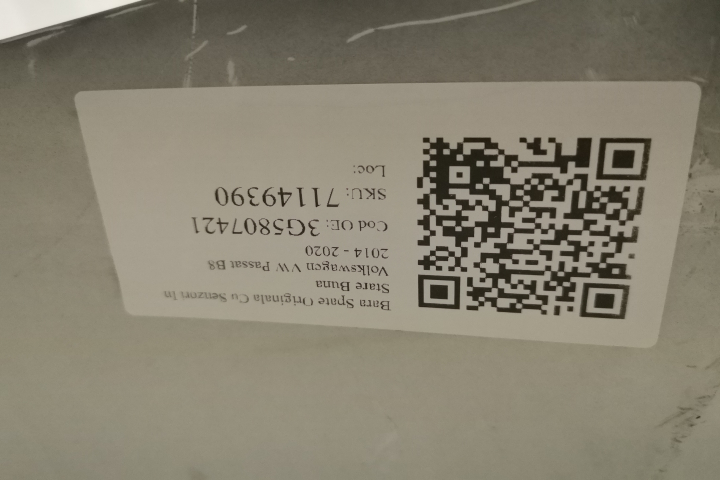 Bara Spate Originala Cu Senzori In
Stare Buna
Volkswagen VW Passat B8
2014 - 2020
Cod OE: 3G5807421
SKU: 71149390
Loc: